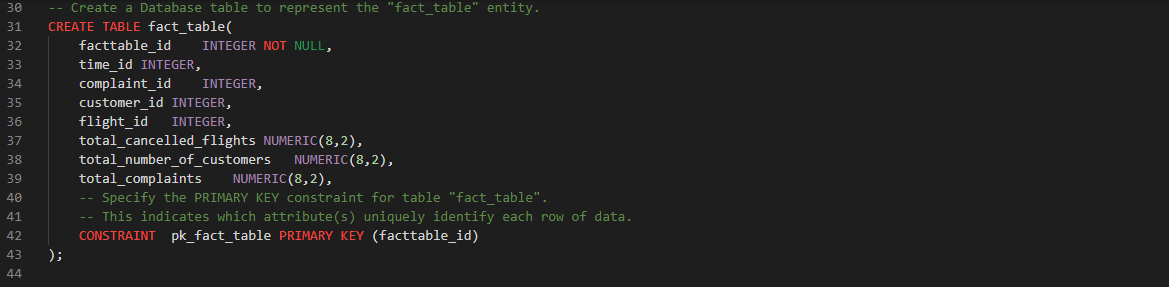 30 -- Create a Database table to represent the "fact_table" entity.
31 CREATE TABLE fact_table(
32     facttable_id    INTEGER NOT NULL,
33     time_id INTEGER,
34     complaint_id    INTEGER,
35     customer_id INTEGER,
36     flight_id   INTEGER,
37     total_cancelled_flights NUMERIC(8,2),
38     total_number_of_customers   NUMERIC(8,2),
39     total_complaints    NUMERIC(8,2),
40     -- Specify the PRIMARY KEY constraint for table "fact_table".
41     -- This indicates which attribute(s) uniquely identify each row of data.
42     CONSTRAINT  pk_fact_table PRIMARY KEY (facttable_id)
43 );
44